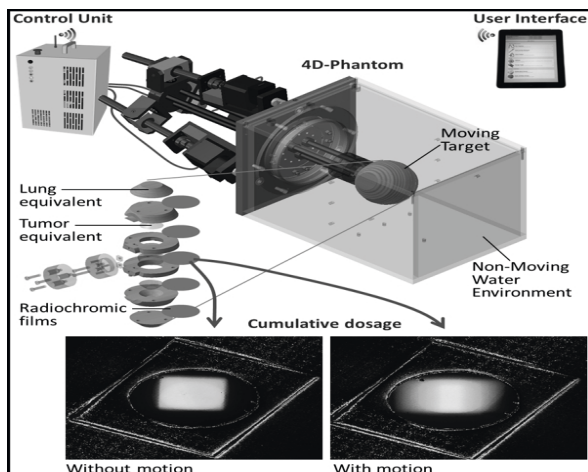 Control Unit
User Interface
4D-Phantom
Moving
Target
Lung
equivalent
Tumor
equivalent
Radiochromic
films
Non-Moving
Water
Environment
Cumulative dosage
Without motion
With motion